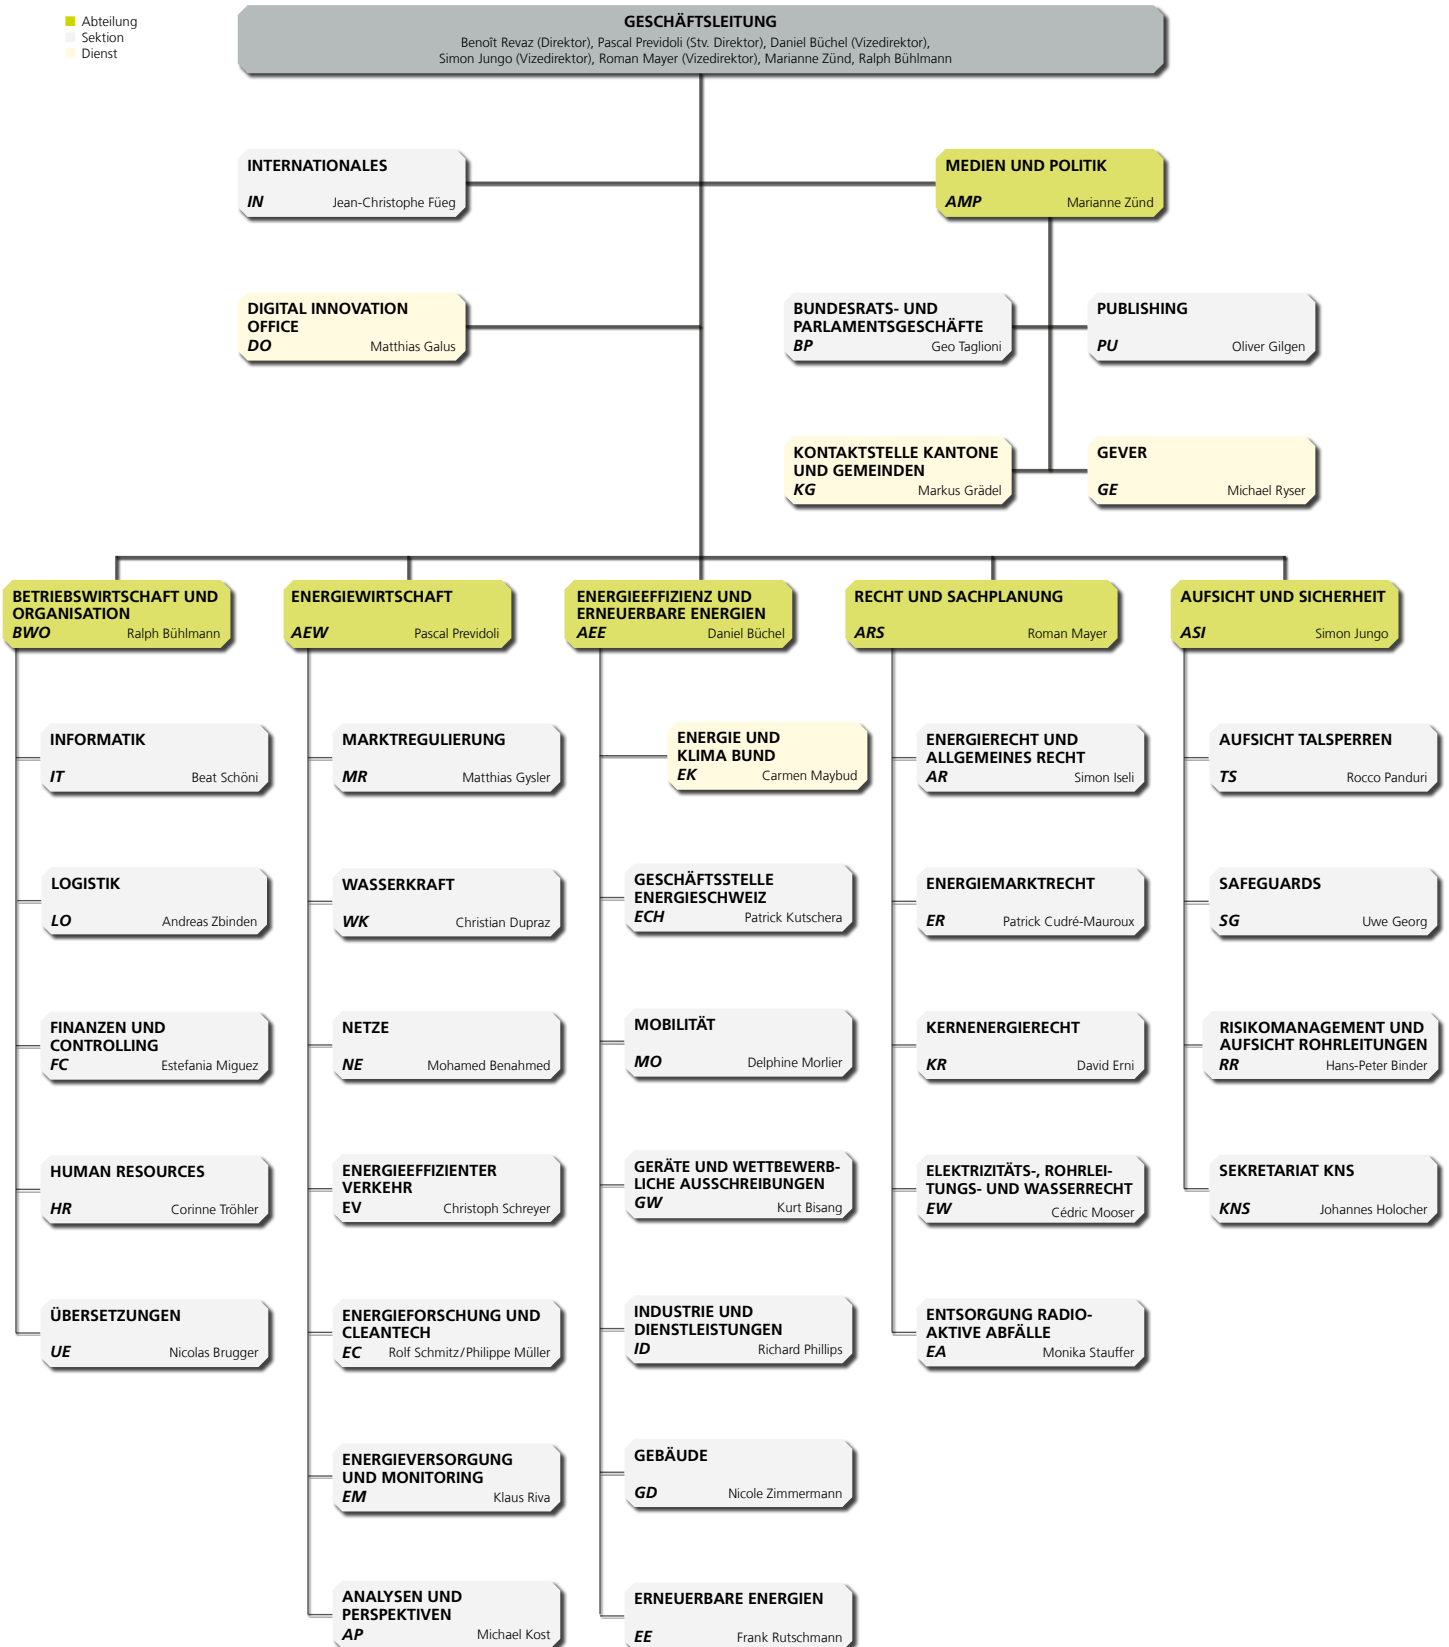 Abteilung
Sektion
Dienst
GESCHÄFTSLEITUNG
Benoît Revaz (Direktor), Pascal Previdoli (Stv. Direktor), Daniel Büchel (Vizedirektor),
Simon Jungo (Vizedirektor), Roman Mayer (Vizedirektor), Marianne Zünd, Ralph Bühlmann
INTERNATIONALES
IN Jean-Christophe Füeg
MEDIEN UND POLITIK
AMP Marianne Zünd
DIGITAL INNOVATION
OFFICE
DO Matthias Galus
BUNDESRATS- UND
PARLAMENTSGESCHÄFTE
BP Geo Taglioni
PUBLISHING
PU Oliver Gilgen
KONTAKTSTELLE KANTONE
UND GEMEINDEN
KG Markus Grädel
GEVER
GE Michael Ryser
BETRIEBSWIRTSCHAFT UND
ORGANISATION
BWO Ralph Bühlmann
INFORMATIK
IT Beat Schöni
LOGISTIK
LO Andreas Zbinden
FINANZEN UND
CONTROLLING
FC Estefania Miguez
HUMAN RESOURCES
HR Corinne Tröhler
ÜBERSETZUNGEN
UE Nicolas Brugger
ENERGIEWIRTSCHAFT
AEW Pascal Previdoli
MARKTREGULIERUNG
MR Matthias Gysler
WASSERKRAFT
WK Christian Dupraz
NETZE
NE Mohamed Benahmed
ENERGIEEFFIZIENTER
VERKEHR
EV Christoph Schreyer
ENERGIEFORSCHUNG UND
CLEANTECH
EC Rolf Schmitz/Philippe Müller
ENERGIEVERSORGUNG
UND MONITORING
EM Klaus Riva
ANALYSEN UND
PERSPEKTIVEN
AP Michael Kost
ENERGIEEFFIZIENZ UND
ERNEUERBARE ENERGIEN
AEE Daniel Büchel
ENERGIE UND
KLIMA BUND
EK Carmen Maybud
GESCHÄFTSSTELLE
ENERGIESCHWEIZ
ECH Patrick Kutschera
MOBILITÄT
MO Delphine Morlier
GERÄTE UND WETTBEWERB-
LICHE AUSSCHREIBUNGEN
GW Kurt Bisang
INDUSTRIE UND
DIENSTLEISTUNGEN
ID Richard Phillips
GEBÄUDE
GD Nicole Zimmermann
ERNEUERBARE ENERGIEN
EE Frank Rutschmann
RECHT UND SACHPLANUNG
ARS Roman Mayer
ENERGIERECHT UND
ALLGEMEINES RECHT
AR Simon Iseli
ENERGIEMARKTRECHT
ER Patrick Cudré-Mauroux
KERNENERGIERECHT
KR David Erni
ELEKTRIZITÄTS-, ROHRLEI-
TUNGS- UND WASSERRECHT
EW Cédric Mooser
ENTSORGUNG RADIO-
AKTIVE ABFÄLLE
EA Monika Stauffer
AUFSICHT UND SICHERHEIT
ASI Simon Jungo
AUFSICHT TALSPERREN
TS Rocco Panduri
SAFEGUARDS
SG Uwe Georg
RISIKOMANAGEMENT UND
AUFSICHT ROHRLEITUNGEN
RR Hans-Peter Binder
SEKRETARIAT KNS
KNS Johannes Holocher